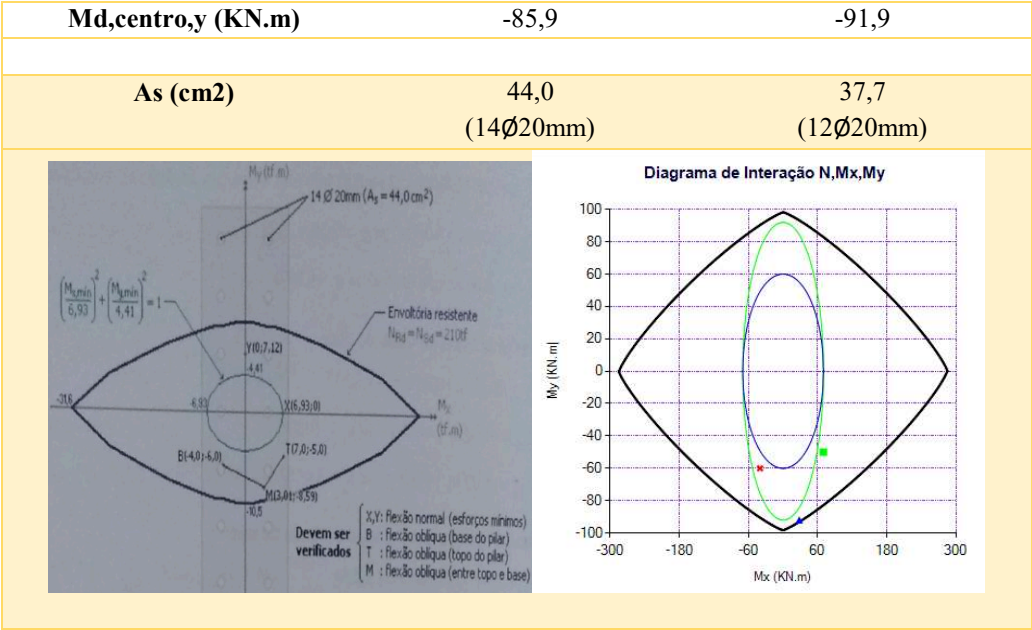 Md,centro,y (KN.m) -85,9 -91,9
As (cm2) 44,0 37,7
(14Ø20mm) (12Ø20mm)
My (tf.m)
14 Ø 20mm (As = 44,0 cm²)
(Mx,min/6,93)² + (My,min/4,41)² = 1
Envoltória resistente
NRd = NSd = 210tf
Y(0;7,12)
4,41
-31,6
-6,93
X(6,93;0)
Mx
(tf.m)
B(-4,0;-6,0)
T(7,0;-5,0)
M(3,01;-8,59)
-10,5
Devem ser
verificados
X,Y: flexão normal (esforços mínimos)
B : flexão oblíqua (base do pilar)
T : flexão oblíqua (topo do pilar)
M : flexão oblíqua (entre topo e base)
Diagrama de Interação N,Mx,My
My (KN.m)
100
80
60
40
20
0
-20
-40
-60
-80
-100
-300 -180 -60 60 180 300
Mx (KN.m)